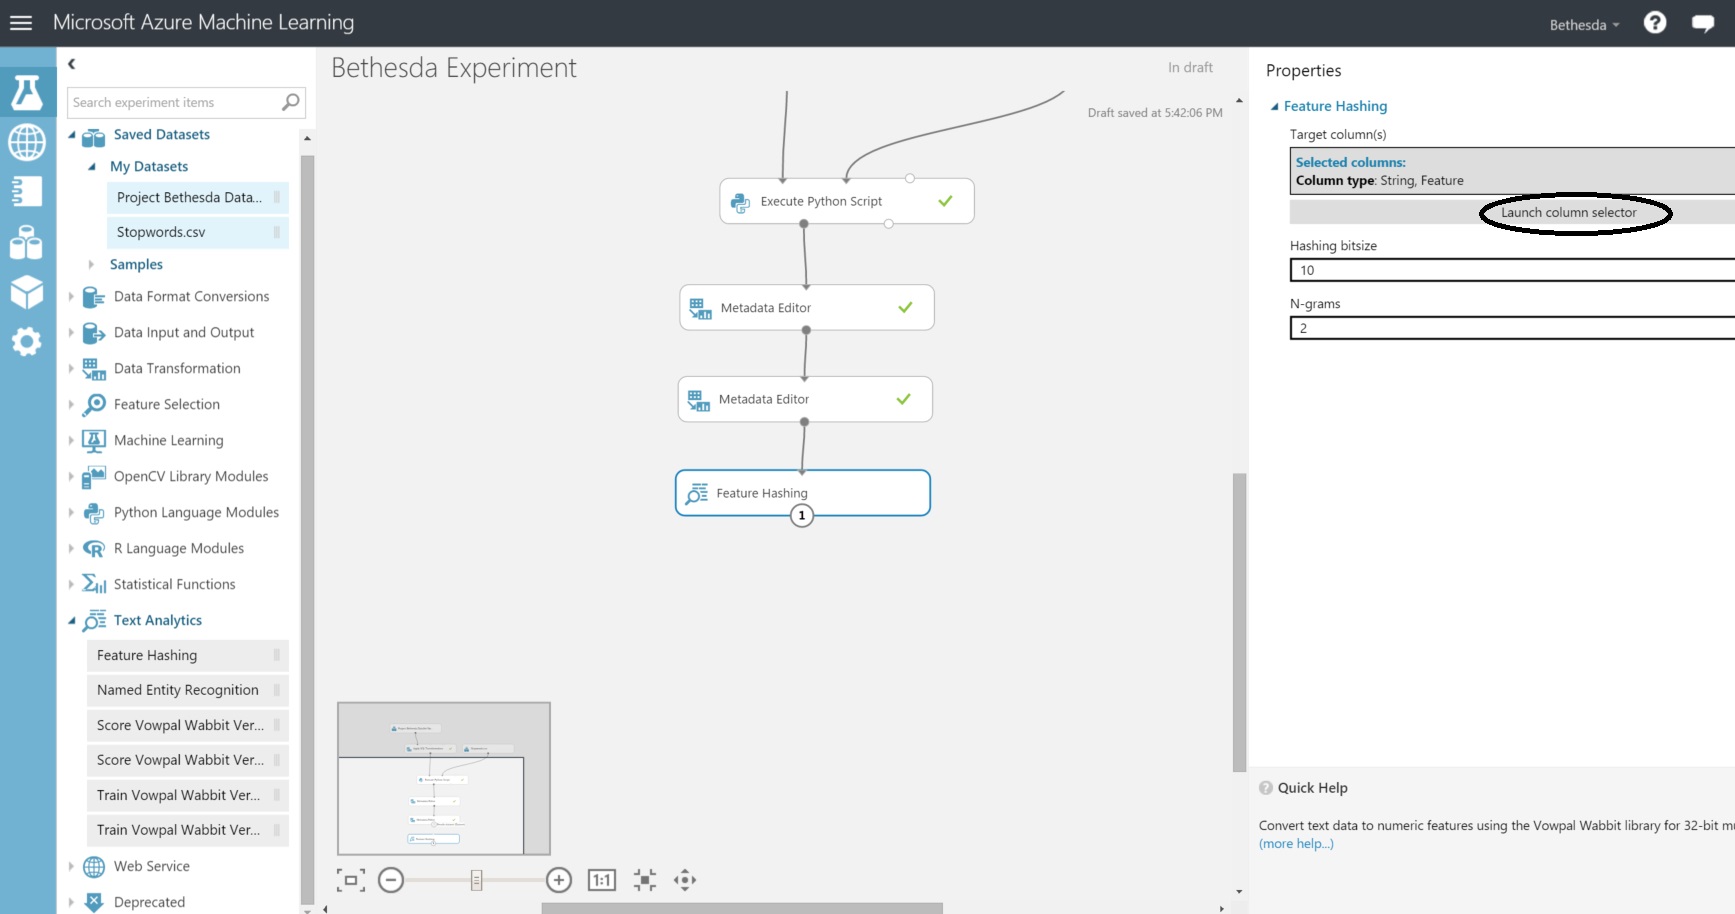 Microsoft Azure Machine Learning
Bethesda
Search experiment items
Saved Datasets
My Datasets
Project Bethesda Data...
Stopwords.csv
Samples
Data Format Conversions
Data Input and Output
Data Transformation
Feature Selection
Machine Learning
OpenCV Library Modules
Python Language Modules
R Language Modules
Statistical Functions
Text Analytics
Feature Hashing
Named Entity Recognition
Score Vowpal Wabbit Ver...
Score Vowpal Wabbit Ver...
Train Vowpal Wabbit Ver...
Train Vowpal Wabbit Ver...
Web Service
Deprecated
Bethesda Experiment
In draft
Draft saved at 5:42:06 PM
Execute Python Script
Metadata Editor
Metadata Editor
Feature Hashing
1
1:1
Properties
Feature Hashing
Target column(s)
Selected columns:
Column type: String, Feature
Launch column selector
Hashing bitsize
10
N-grams
2
Quick Help
Convert text data to numeric features using the Vowpal Wabbit library for 32-bit
(more help...)